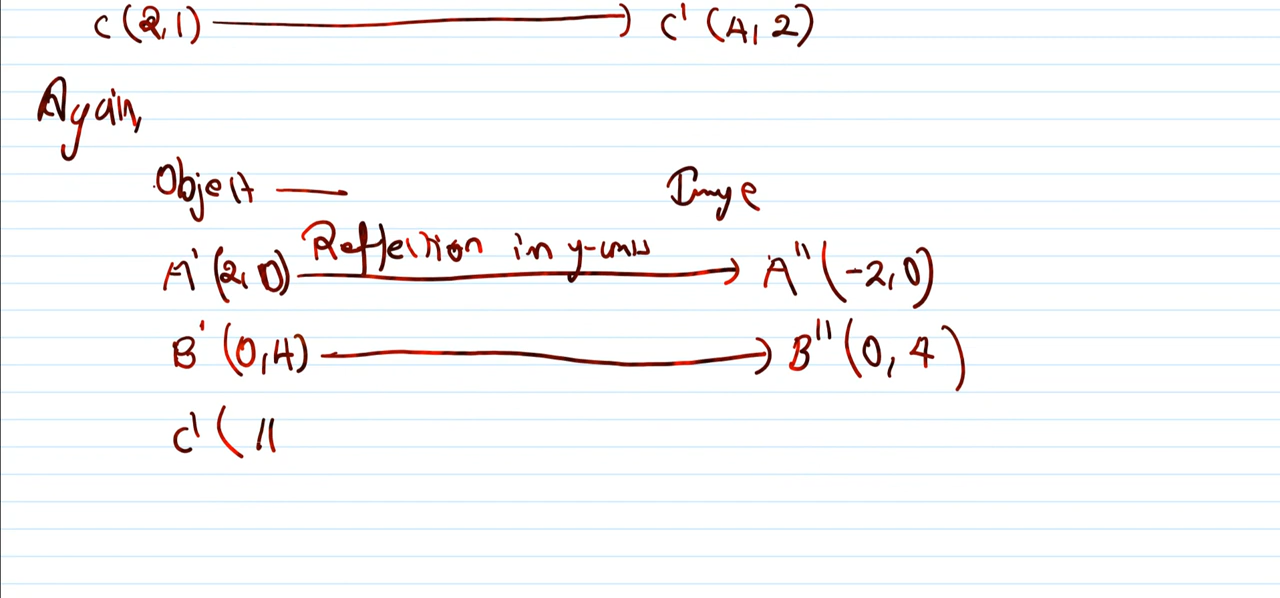 C (2,1) → C' (4, 2)
Again,
Object — Image
A' (2, 0) Reflection in y-axis → A'' (-2, 0)
B' (0, 4) → B'' (0, 4)
C' (